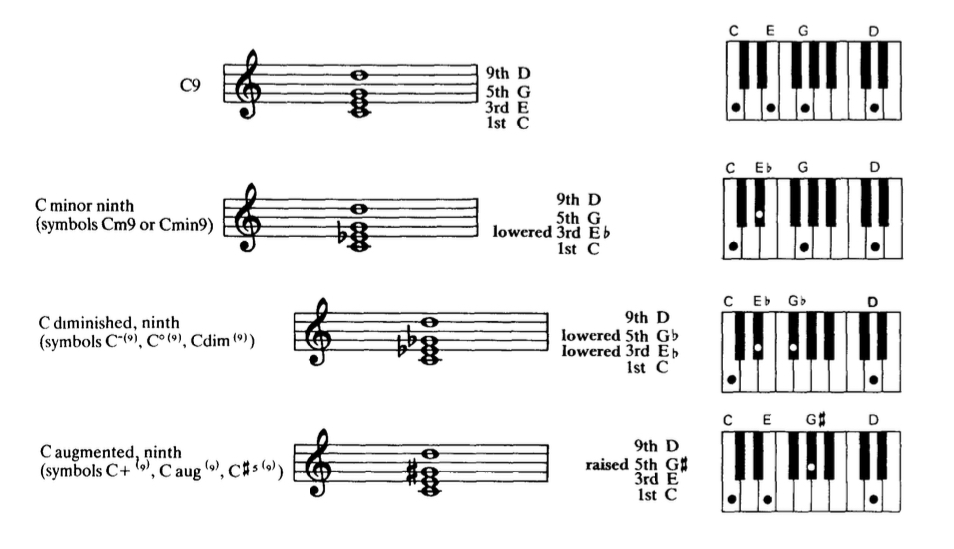 C E G D
C9
9th D
5th G
3rd E
1st C
C E♭ G D
C minor ninth
(symbols Cm9 or Cmin9)
9th D
5th G
lowered 3rd E♭
1st C
C E♭ G♭ D
C diminished, ninth
(symbols C-(9), C°(9), Cdim (9))
9th D
lowered 5th G♭
lowered 3rd E♭
1st C
C E G♯ D
C augmented, ninth
(symbols C+ (9), C aug (9), C♯5(9))
9th D
raised 5th G♯
3rd E
1st C